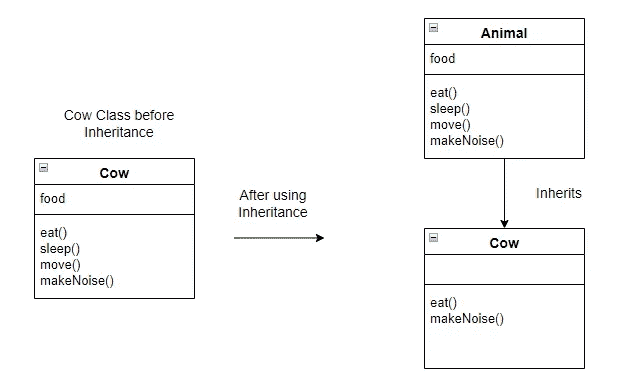 Cow Class before
Inheritance
Cow
food
eat()
sleep()
move()
makeNoise()
After using
Inheritance
Animal
food
eat()
sleep()
move()
makeNoise()
Inherits
Cow
eat()
makeNoise()